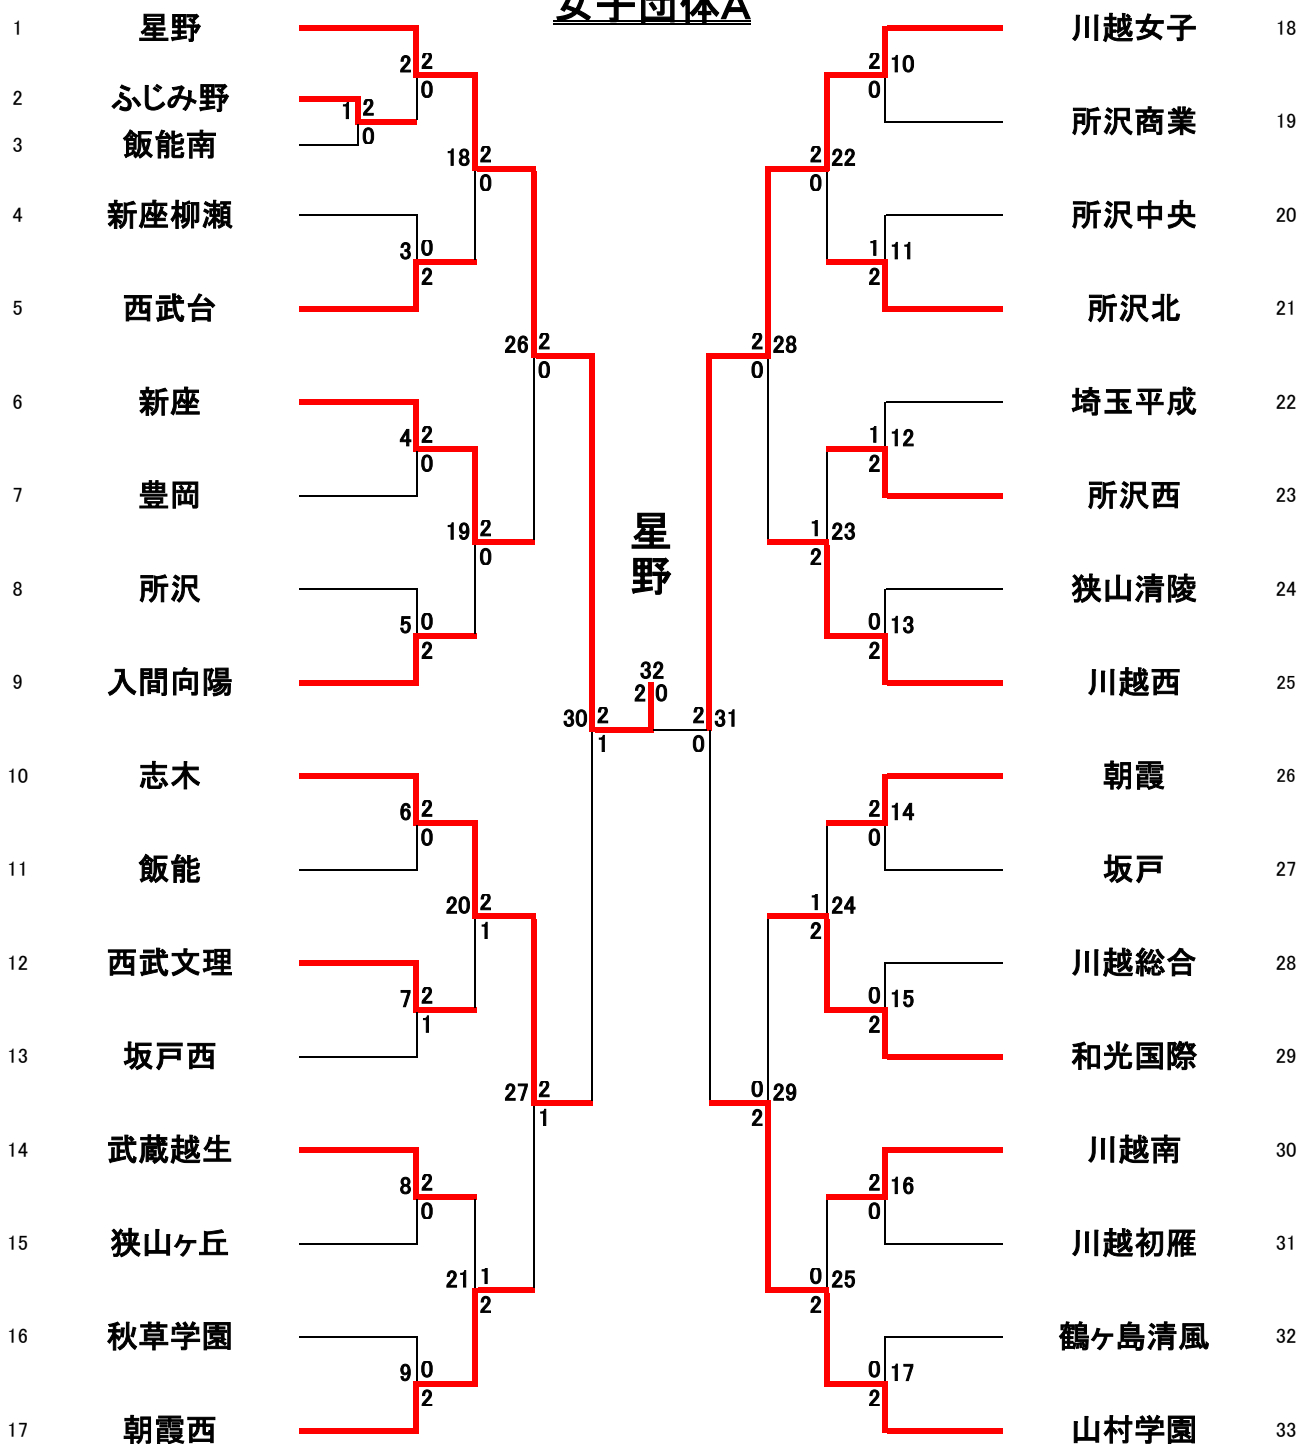 女子団体A
1 星野 川越女子 18
2 2 2 10
0 0
2 ふじみ野
1 2
0
3 飯能南 所沢商業 19
18 2 2 22
0 0
4 新座柳瀬 所沢中央 20
3 0 1 11
2 2
5 西武台 所沢北 21
26 2 2 28
0 0
6 新座 埼玉平成 22
4 2 1 12
0 2
7 豊岡 所沢西 23
19 2 1 23
0 2
星野
8 所沢 狭山清陵 24
5 0 0 13
2 2
9 入間向陽 川越西 25
32
2 0
30 2 2 31
1 0
10 志木 朝霞 26
6 2 2 14
0 0
11 飯能 坂戸 27
20 2 1 24
1 2
12 西武文理 川越総合 28
7 2 0 15
1 2
13 坂戸西 和光国際 29
27 2 0 29
1 2
14 武蔵越生 川越南 30
8 2 2 16
0 0
15 狭山ヶ丘 川越初雁 31
21 1 0 25
2 2
16 秋草学園 鶴ヶ島清風 32
9 0 0 17
2 2
17 朝霞西 山村学園 33